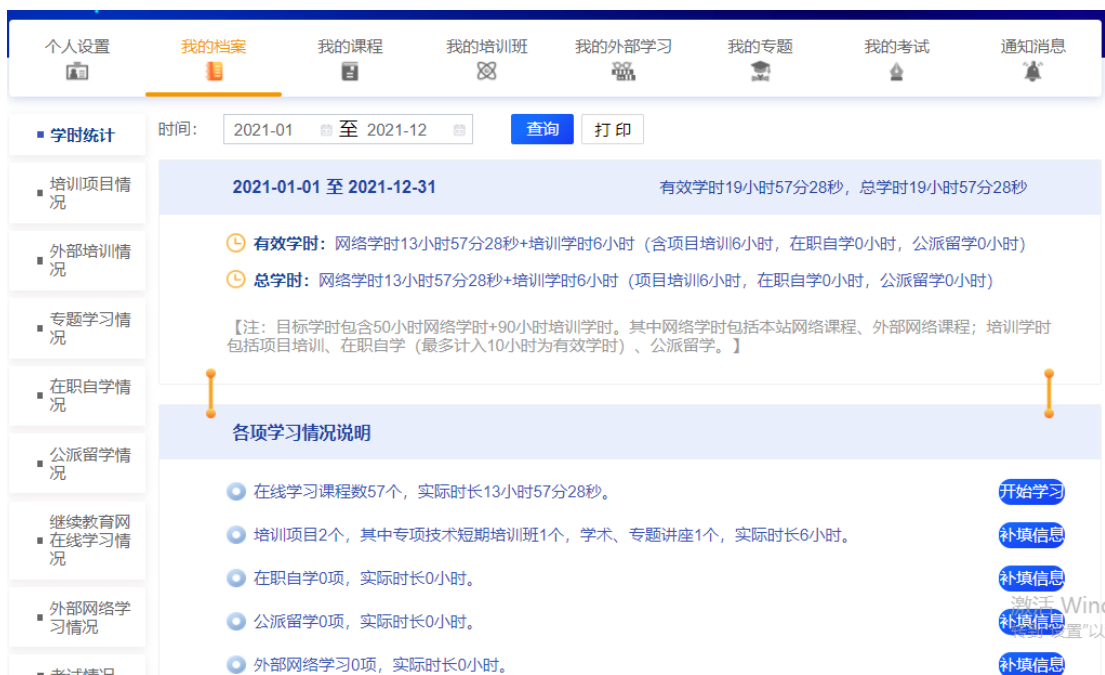 个人设置 我的档案 我的课程 我的培训班 我的外部学习 我的专题 我的考试 通知消息
学时统计
培训项目情
况
外部培训情
况
专题学习情
况
在职自学情
况
公派留学情
况
继续教育网
在线学习情
况
外部网络学
习情况
考试情况
时间： 2021-01 至 2021-12 查询 打 印
2021-01-01 至 2021-12-31 有效学时19小时57分28秒，总学时19小时57分28秒
有效学时：网络学时13小时57分28秒+培训学时6小时（含项目培训6小时，在职自学0小时，公派留学0小时）
总学时：网络学时13小时57分28秒+培训学时6小时（项目培训6小时，在职自学0小时，公派留学0小时）
【注：目标学时包含50小时网络学时+90小时培训学时。其中网络学时包括本站网络课程、外部网络课程；培训学时
包括项目培训、在职自学（最多计入10小时为有效学时）、公派留学。】
各项学习情况说明
在线学习课程数57个，实际时长13小时57分28秒。 开始学习
培训项目2个，其中专项技术短期培训班1个，学术、专题讲座1个，实际时长6小时。 补填信息
在职自学0项，实际时长0小时。 补填信息
公派留学0项，实际时长0小时。 补填信息
外部网络学习0项，实际时长0小时。 补填信息
激活 Wind
转到“设置”以